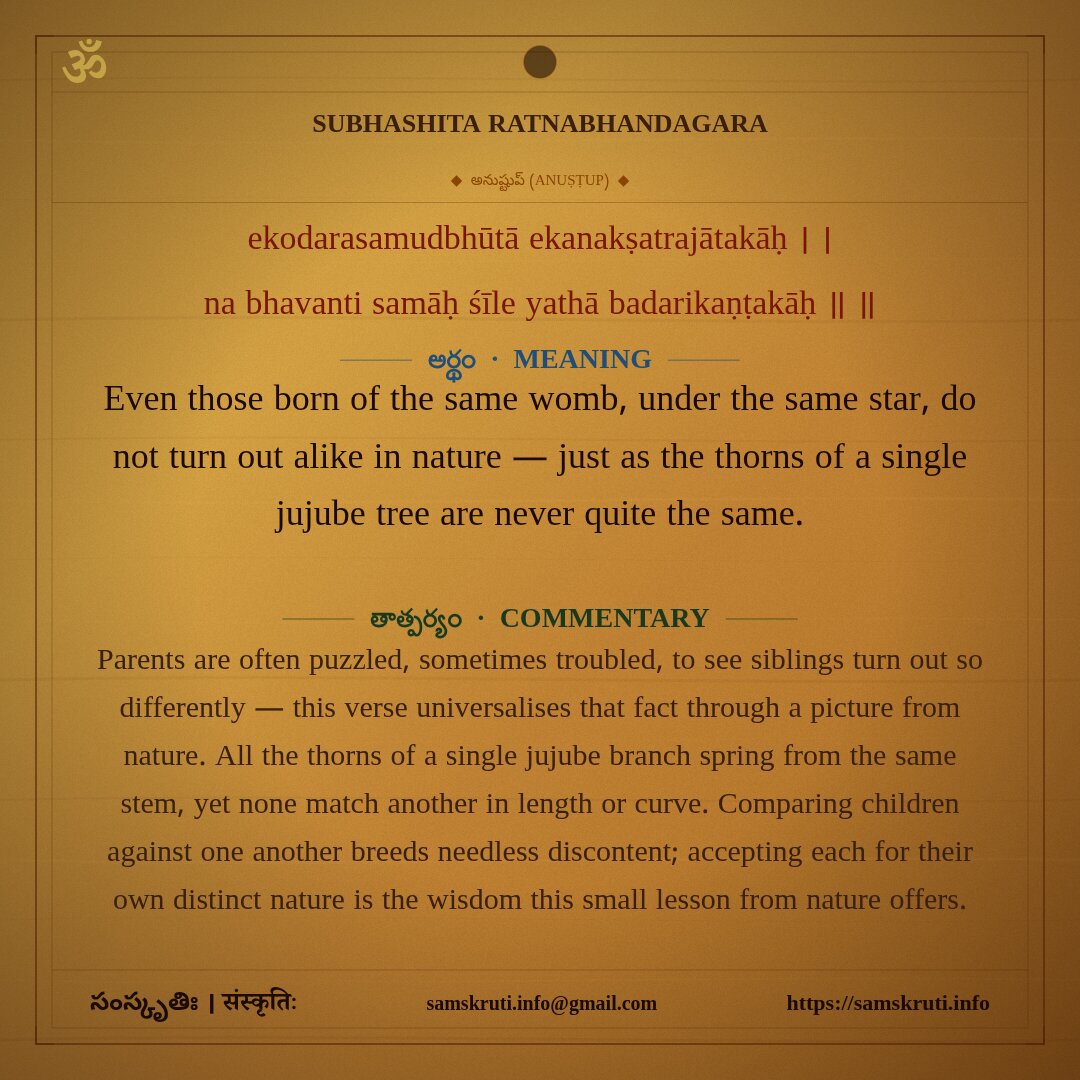 ॐ
SUBHASHITA RATNABHANDAGARA
◆ అనుష్టుప్ (ANUṢṬUP) ◆
ekodarasamudbhūtā ekanakṣatrajātakāḥ | |
na bhavanti samāḥ śīle yathā badarikaṇṭakāḥ ‖ ‖
అర్థం · MEANING
Even those born of the same womb, under the same star, do
not turn out alike in nature — just as the thorns of a single
jujube tree are never quite the same.
తాత్పర్యం · COMMENTARY
Parents are often puzzled, sometimes troubled, to see siblings turn out so
differently — this verse universalises that fact through a picture from
nature. All the thorns of a single jujube branch spring from the same
stem, yet none match another in length or curve. Comparing children
against one another breeds needless discontent; accepting each for their
own distinct nature is the wisdom this small lesson from nature offers.
సంస్కృతిః | संस्कृतिः samskruti.info@gmail.com https://samskruti.info